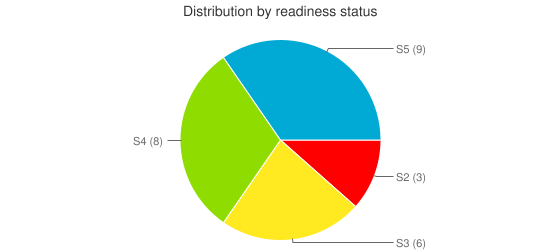 Distribution by readiness status
S5 (9)
S4 (8)
S2 (3)
S3 (6)